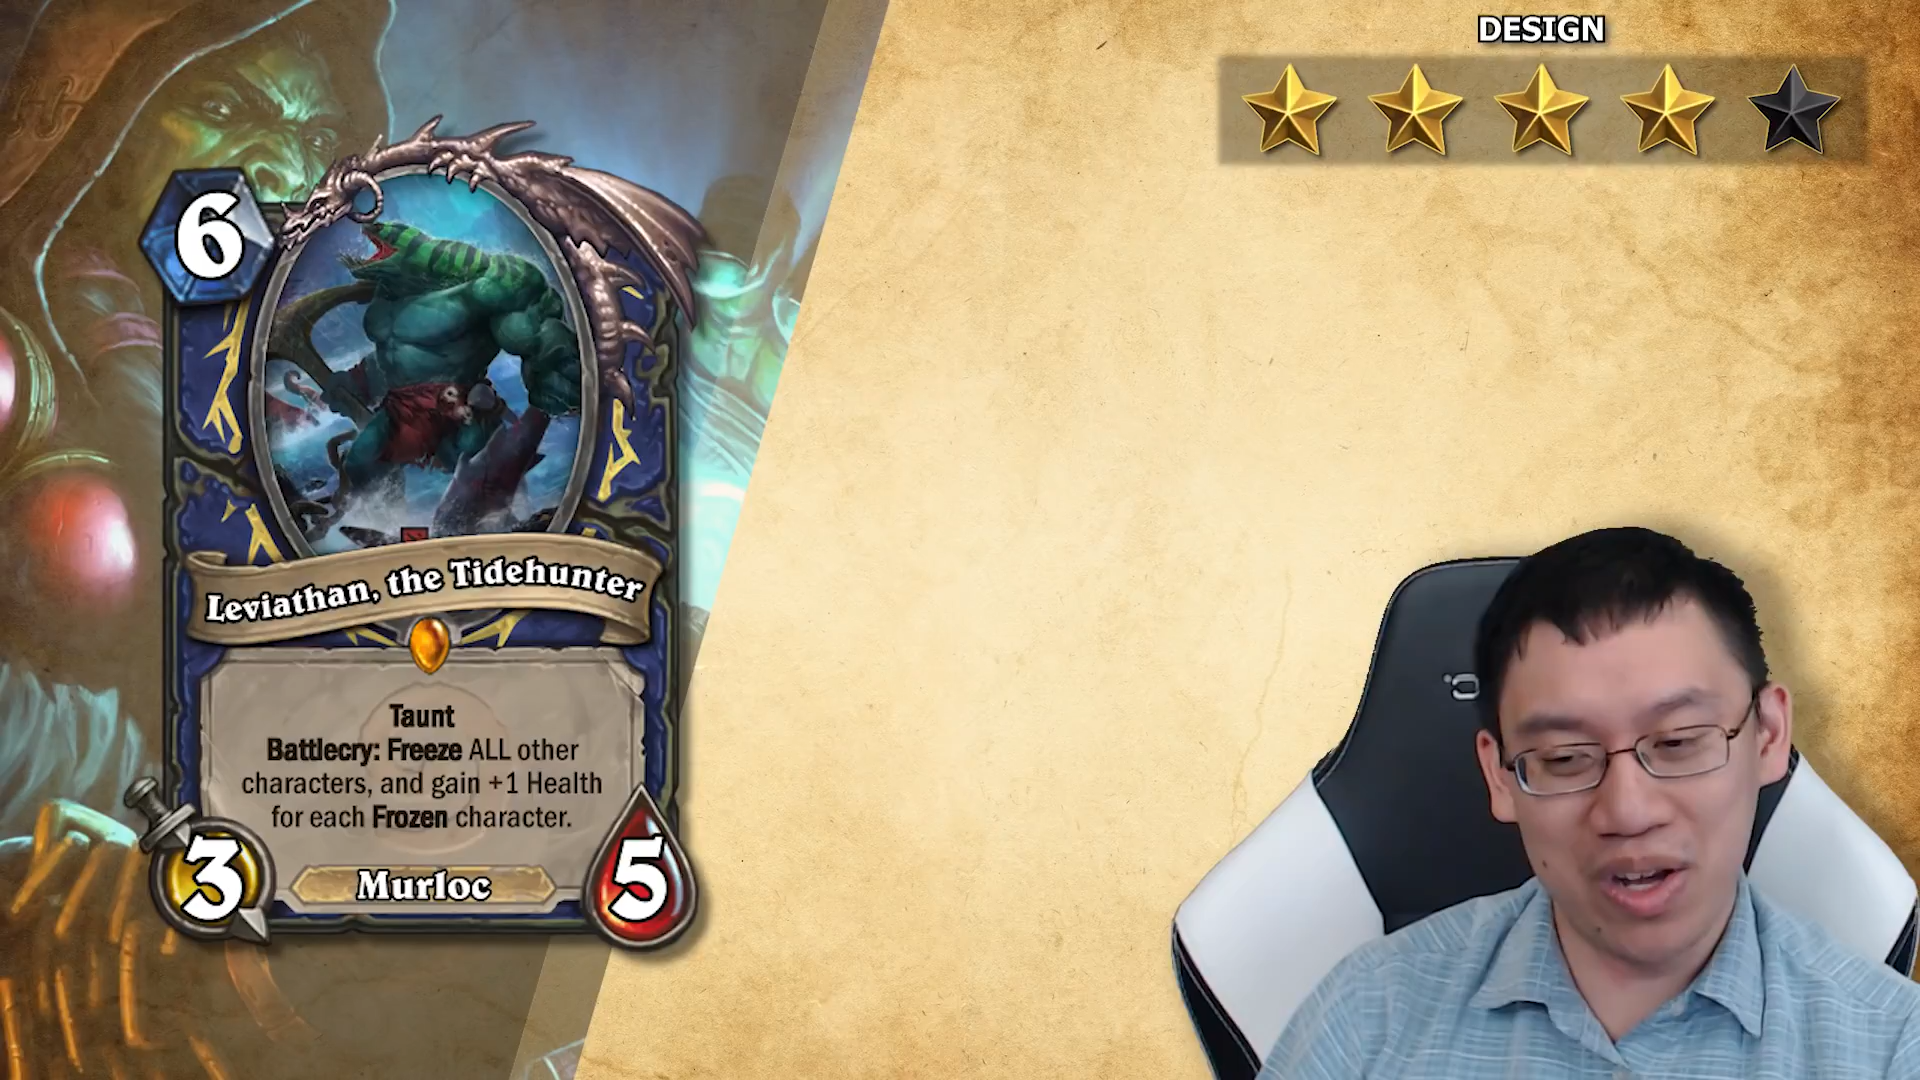 DESIGN
6
Leviathan, the Tidehunter
Taunt
Battlecry: Freeze ALL other
characters, and gain +1 Health
for each Frozen character.
3
Murloc
5